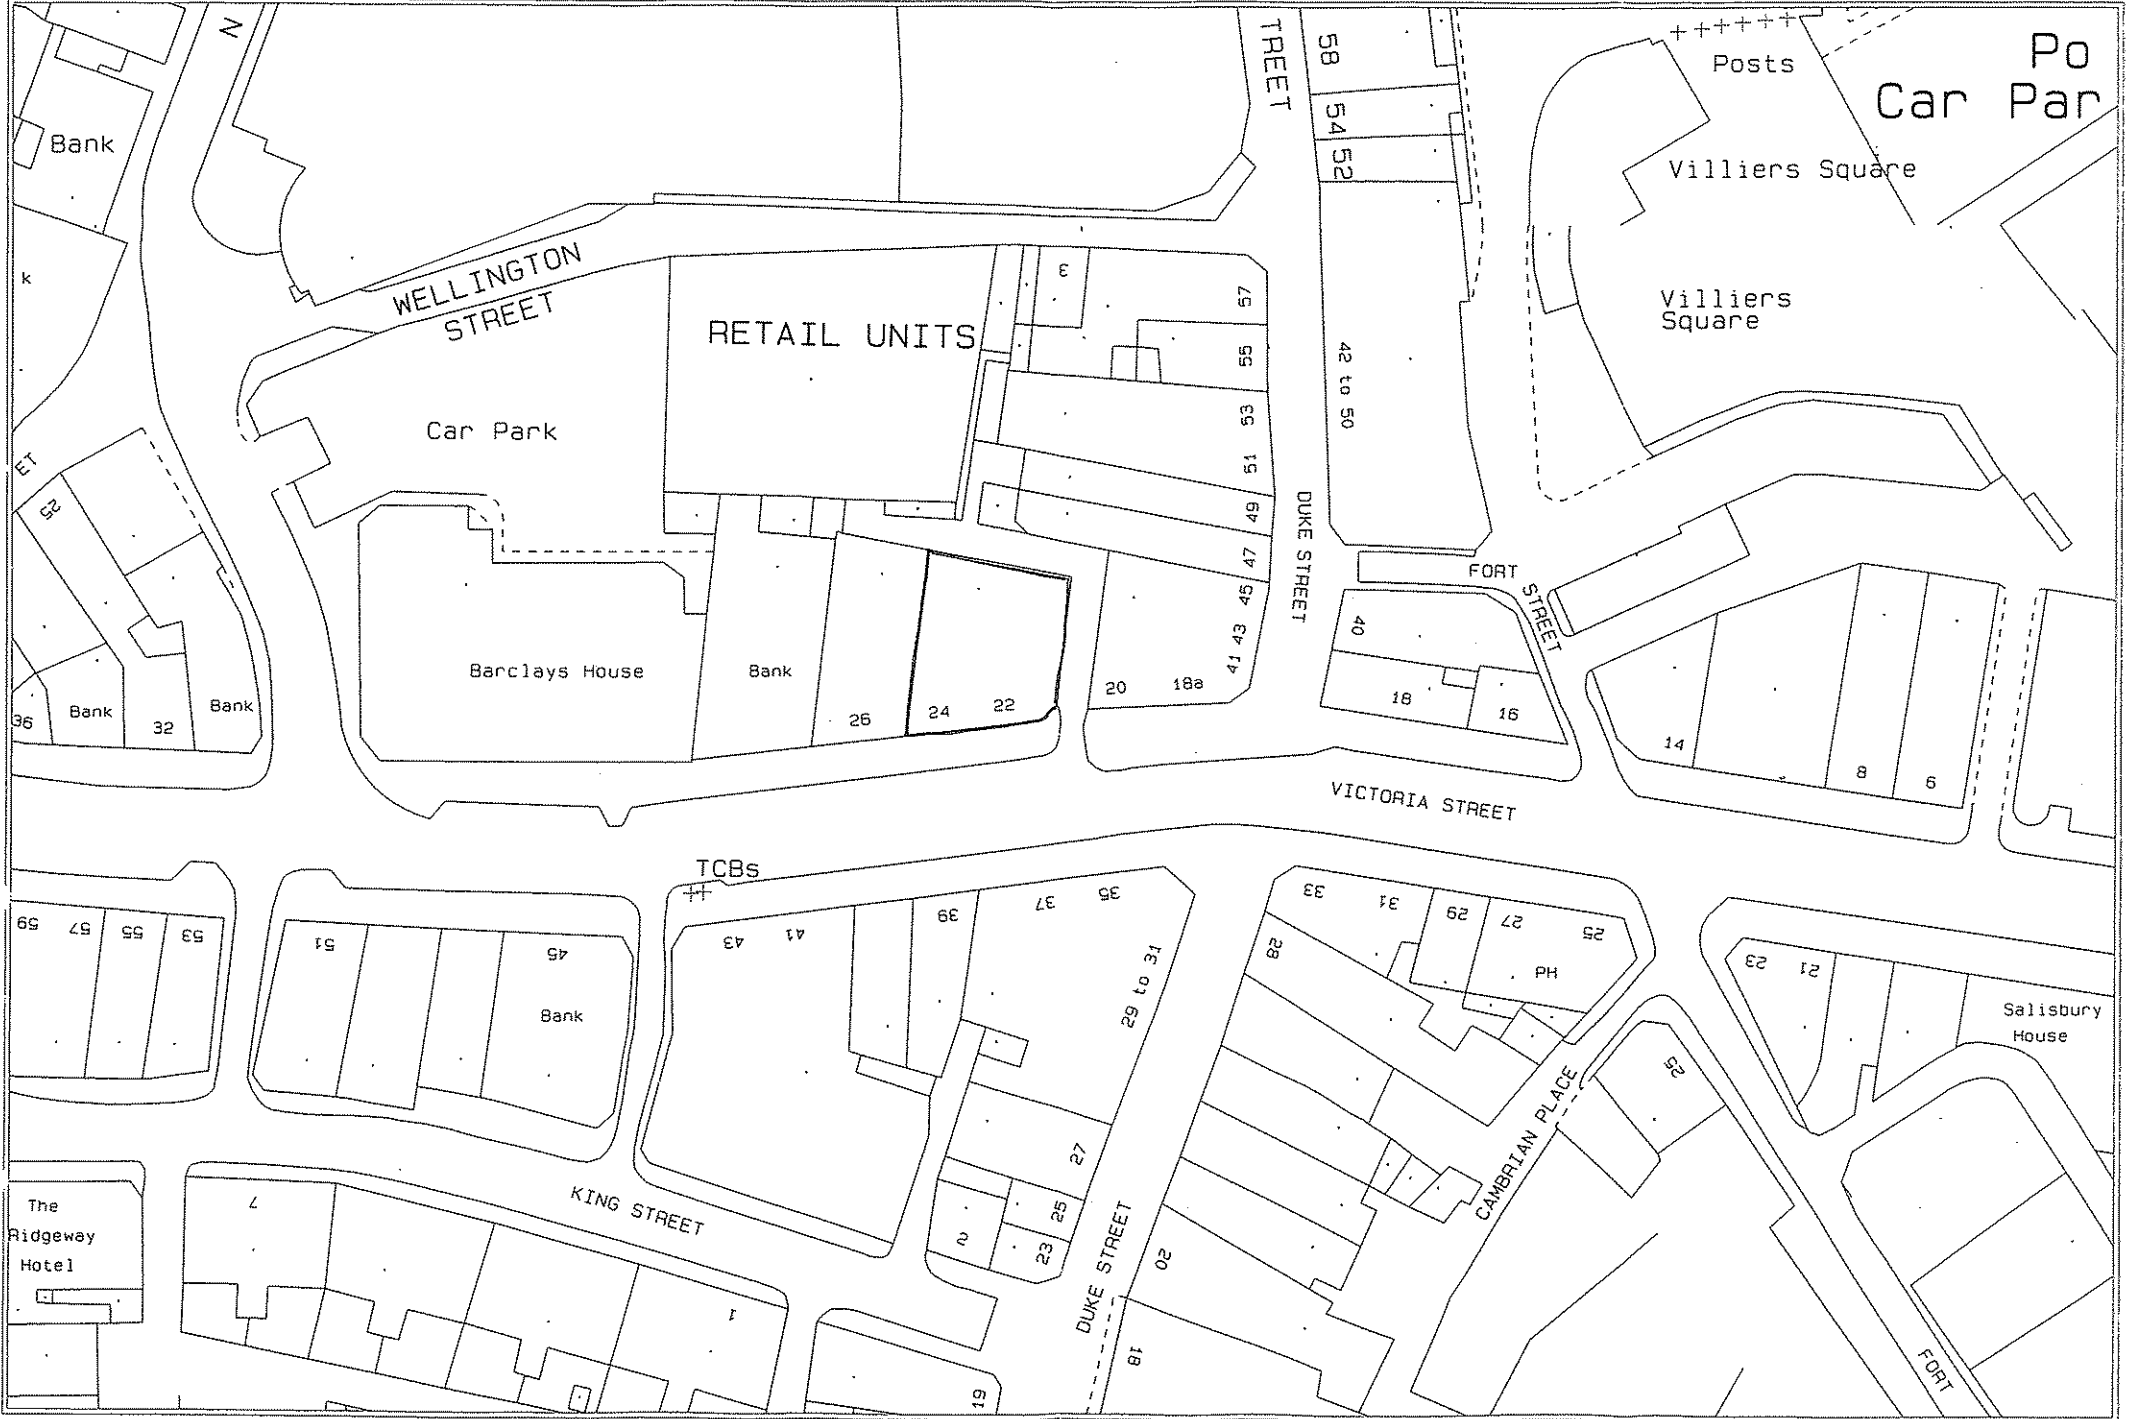 N
TREET
58
Posts
Po
Car Par
54
52
Bank
Villiers Square
k
WELLINGTON
STREET
3
57
Villiers
Square
RETAIL UNITS
55
42 to 50
Car Park
53
51
ET
25
49
DUKE STREET
47
FORT
STREET
45
43
41
40
Barclays House
Bank
20
18a
18
16
36
Bank
32
Bank
26
24
22
14
8
6
VICTORIA STREET
TCBs
59
57
55
53
51
45
Bank
43
41
39
37
35
29 to 31
33
31
29
27
25
PH
28
23
21
Salisbury
House
25
CAMBRIAN PLACE
27
The
Ridgeway
Hotel
7
KING STREET
2
25
23
DUKE STREET
20
1
18
19
FORT